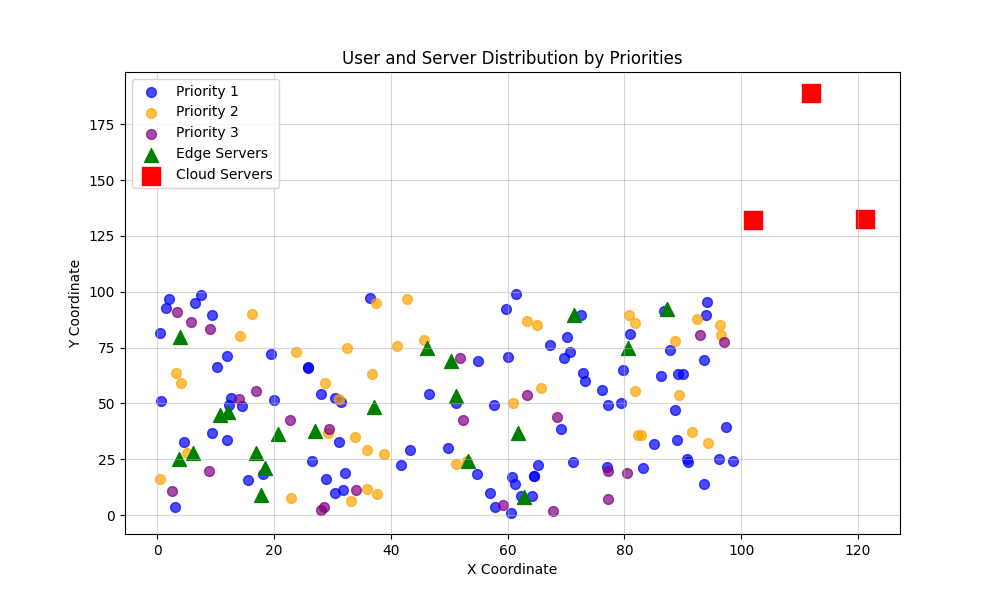 User and Server Distribution by Priorities
Priority 1
Priority 2
Priority 3
Edge Servers
Cloud Servers
Y Coordinate
175
150
125
100
75
50
25
0
0 20 40 60 80 100 120
X Coordinate